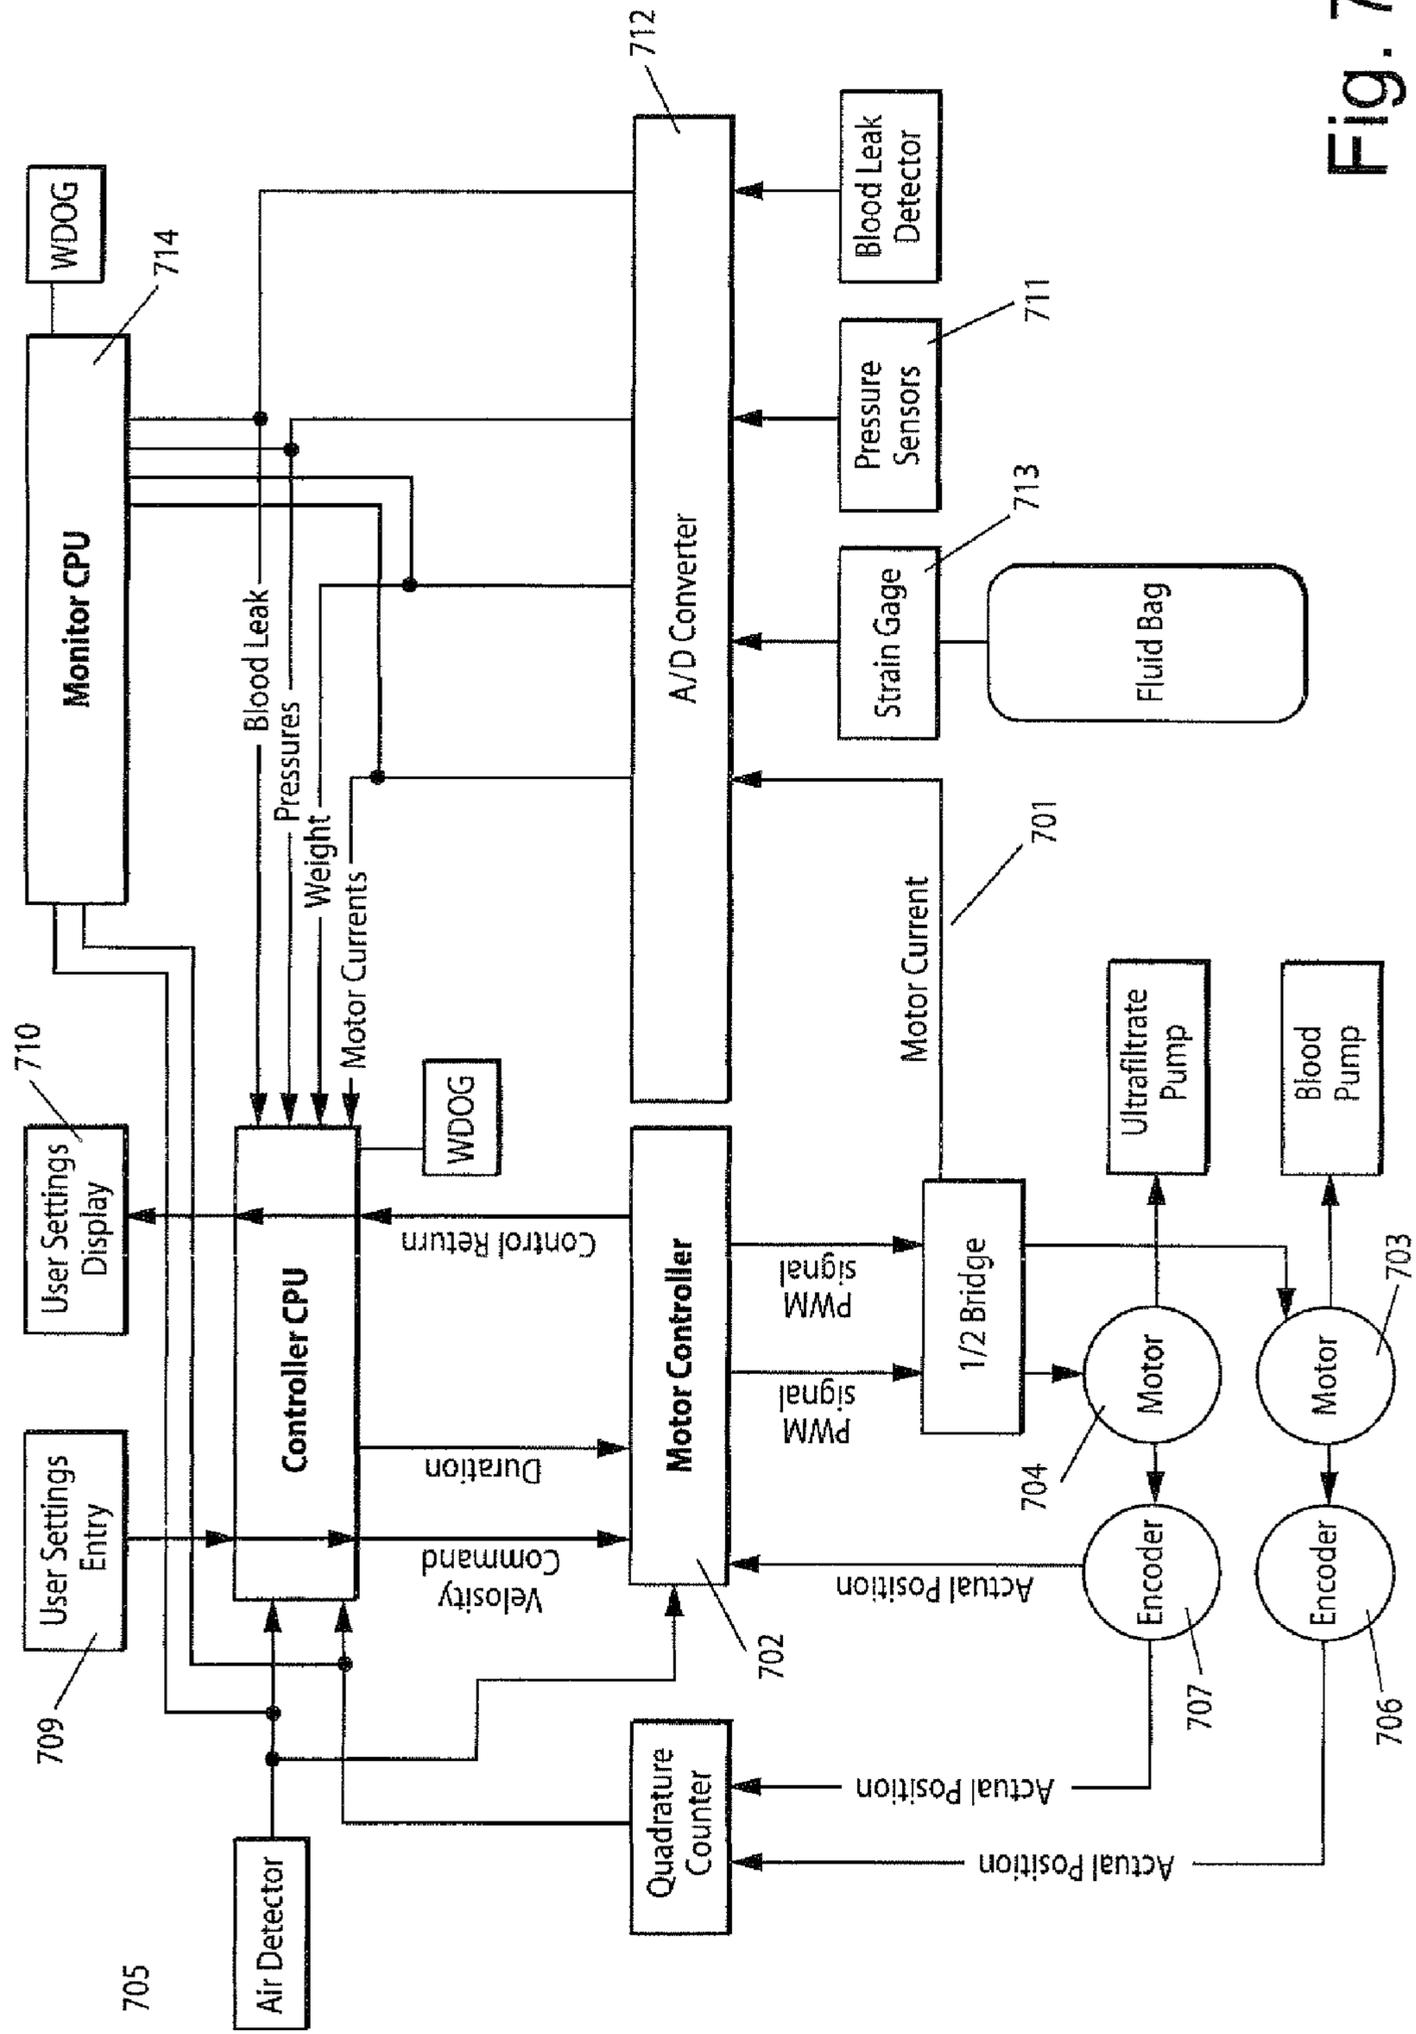 705
Air Detector
709
User Settings
Entry
User Settings
Display
710
Monitor CPU
714
WDOG
Controller CPU
WDOG
Blood Leak
Pressures
Weight
Motor Currents
Velosity
Command
Duration
Control Return
Quadrature
Counter
702
Motor Controller
A/D Converter
712
Actual Position
Actual Position
Actual Position
PWM
signal
PWM
signal
1/2 Bridge
Motor Current
701
Strain Gage
713
Pressure
Sensors
711
Blood Leak
Detector
Fluid Bag
707
Encoder
704
Motor
Ultrafiltrate
Pump
706
Encoder
Motor
703
Blood
Pump
Fig. 7